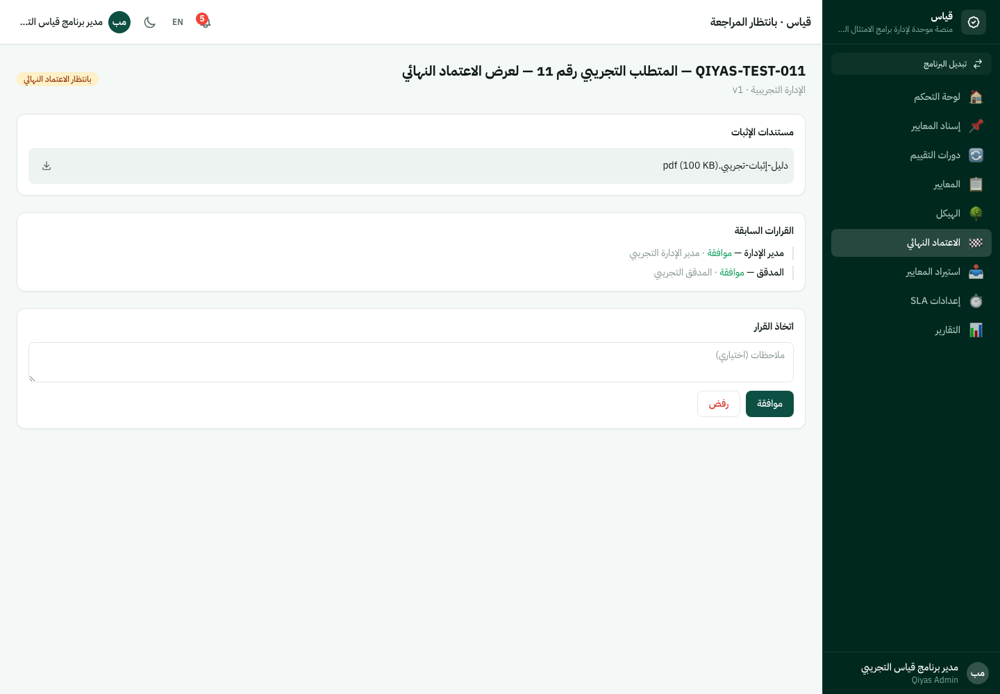 قياس
منصة موحدة لإدارة برامج الامتثال الـ...
تبديل البرنامج
لوحة التحكم
إسناد المعايير
دورات التقييم
المعايير
الهيكل
الاعتماد النهائي
استيراد المعايير
إعدادات SLA
التقارير
مدير برنامج قياس التجريبي
Qiyas Admin
مب
قياس · بانتظار المراجعة
5
EN
مب
مدير برنامج قياس التـ...
QIYAS-TEST-011 — المتطلب التجريبي رقم 11 — لعرض الاعتماد النهائي
الإدارة التجريبية · v1
بانتظار الاعتماد النهائي
مستندات الإثبات
دليل-إثبات-تجريبي.pdf (100 KB)
القرارات السابقة
مدير الإدارة — موافقة · مدير الإدارة التجريبي
المدقق — موافقة · المدقق التجريبي
اتخاذ القرار
ملاحظات (اختياري)
موافقة
رفض